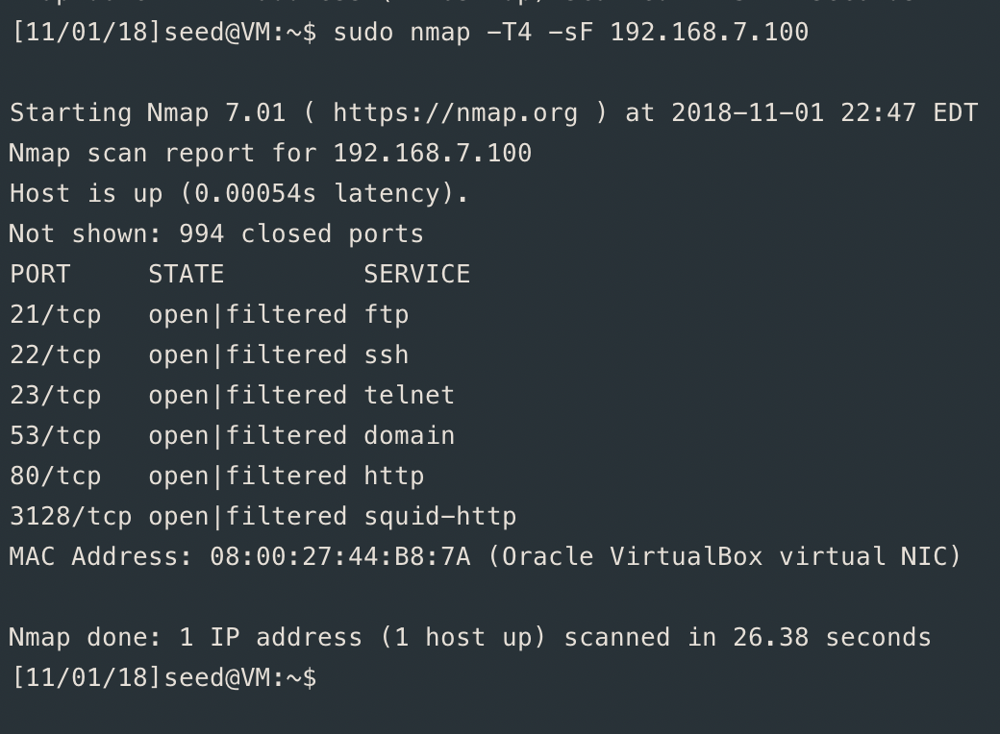 [11/01/18]seed@VM:~$ sudo nmap -T4 -sF 192.168.7.100
Starting Nmap 7.01 ( https://nmap.org ) at 2018-11-01 22:47 EDT
Nmap scan report for 192.168.7.100
Host is up (0.00054s latency).
Not shown: 994 closed ports
PORT     STATE         SERVICE
21/tcp   open|filtered ftp
22/tcp   open|filtered ssh
23/tcp   open|filtered telnet
53/tcp   open|filtered domain
80/tcp   open|filtered http
3128/tcp open|filtered squid-http
MAC Address: 08:00:27:44:B8:7A (Oracle VirtualBox virtual NIC)
Nmap done: 1 IP address (1 host up) scanned in 26.38 seconds
[11/01/18]seed@VM:~$